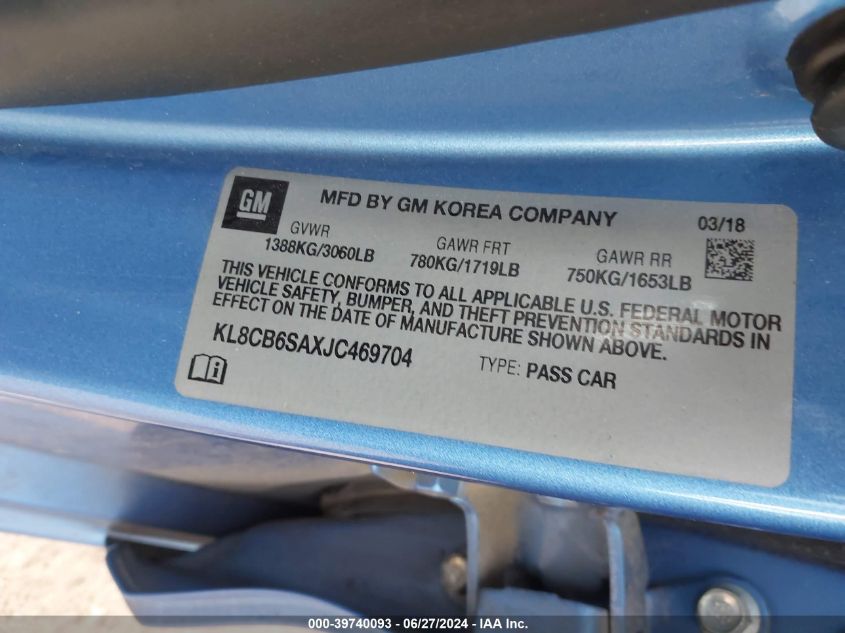 GM
MFD BY GM KOREA COMPANY
03/18
GVWR
1388KG/3060LB
GAWR FRT
780KG/1719LB
GAWR RR
750KG/1653LB
THIS VEHICLE CONFORMS TO ALL APPLICABLE U.S. FEDERAL MOTOR
VEHICLE SAFETY, BUMPER, AND THEFT PREVENTION STANDARDS IN
EFFECT ON THE DATE OF MANUFACTURE SHOWN ABOVE.
KL8CB6SAXJC469704
TYPE: PASS CAR
000-39740093 - 06/27/2024 - IAA Inc.